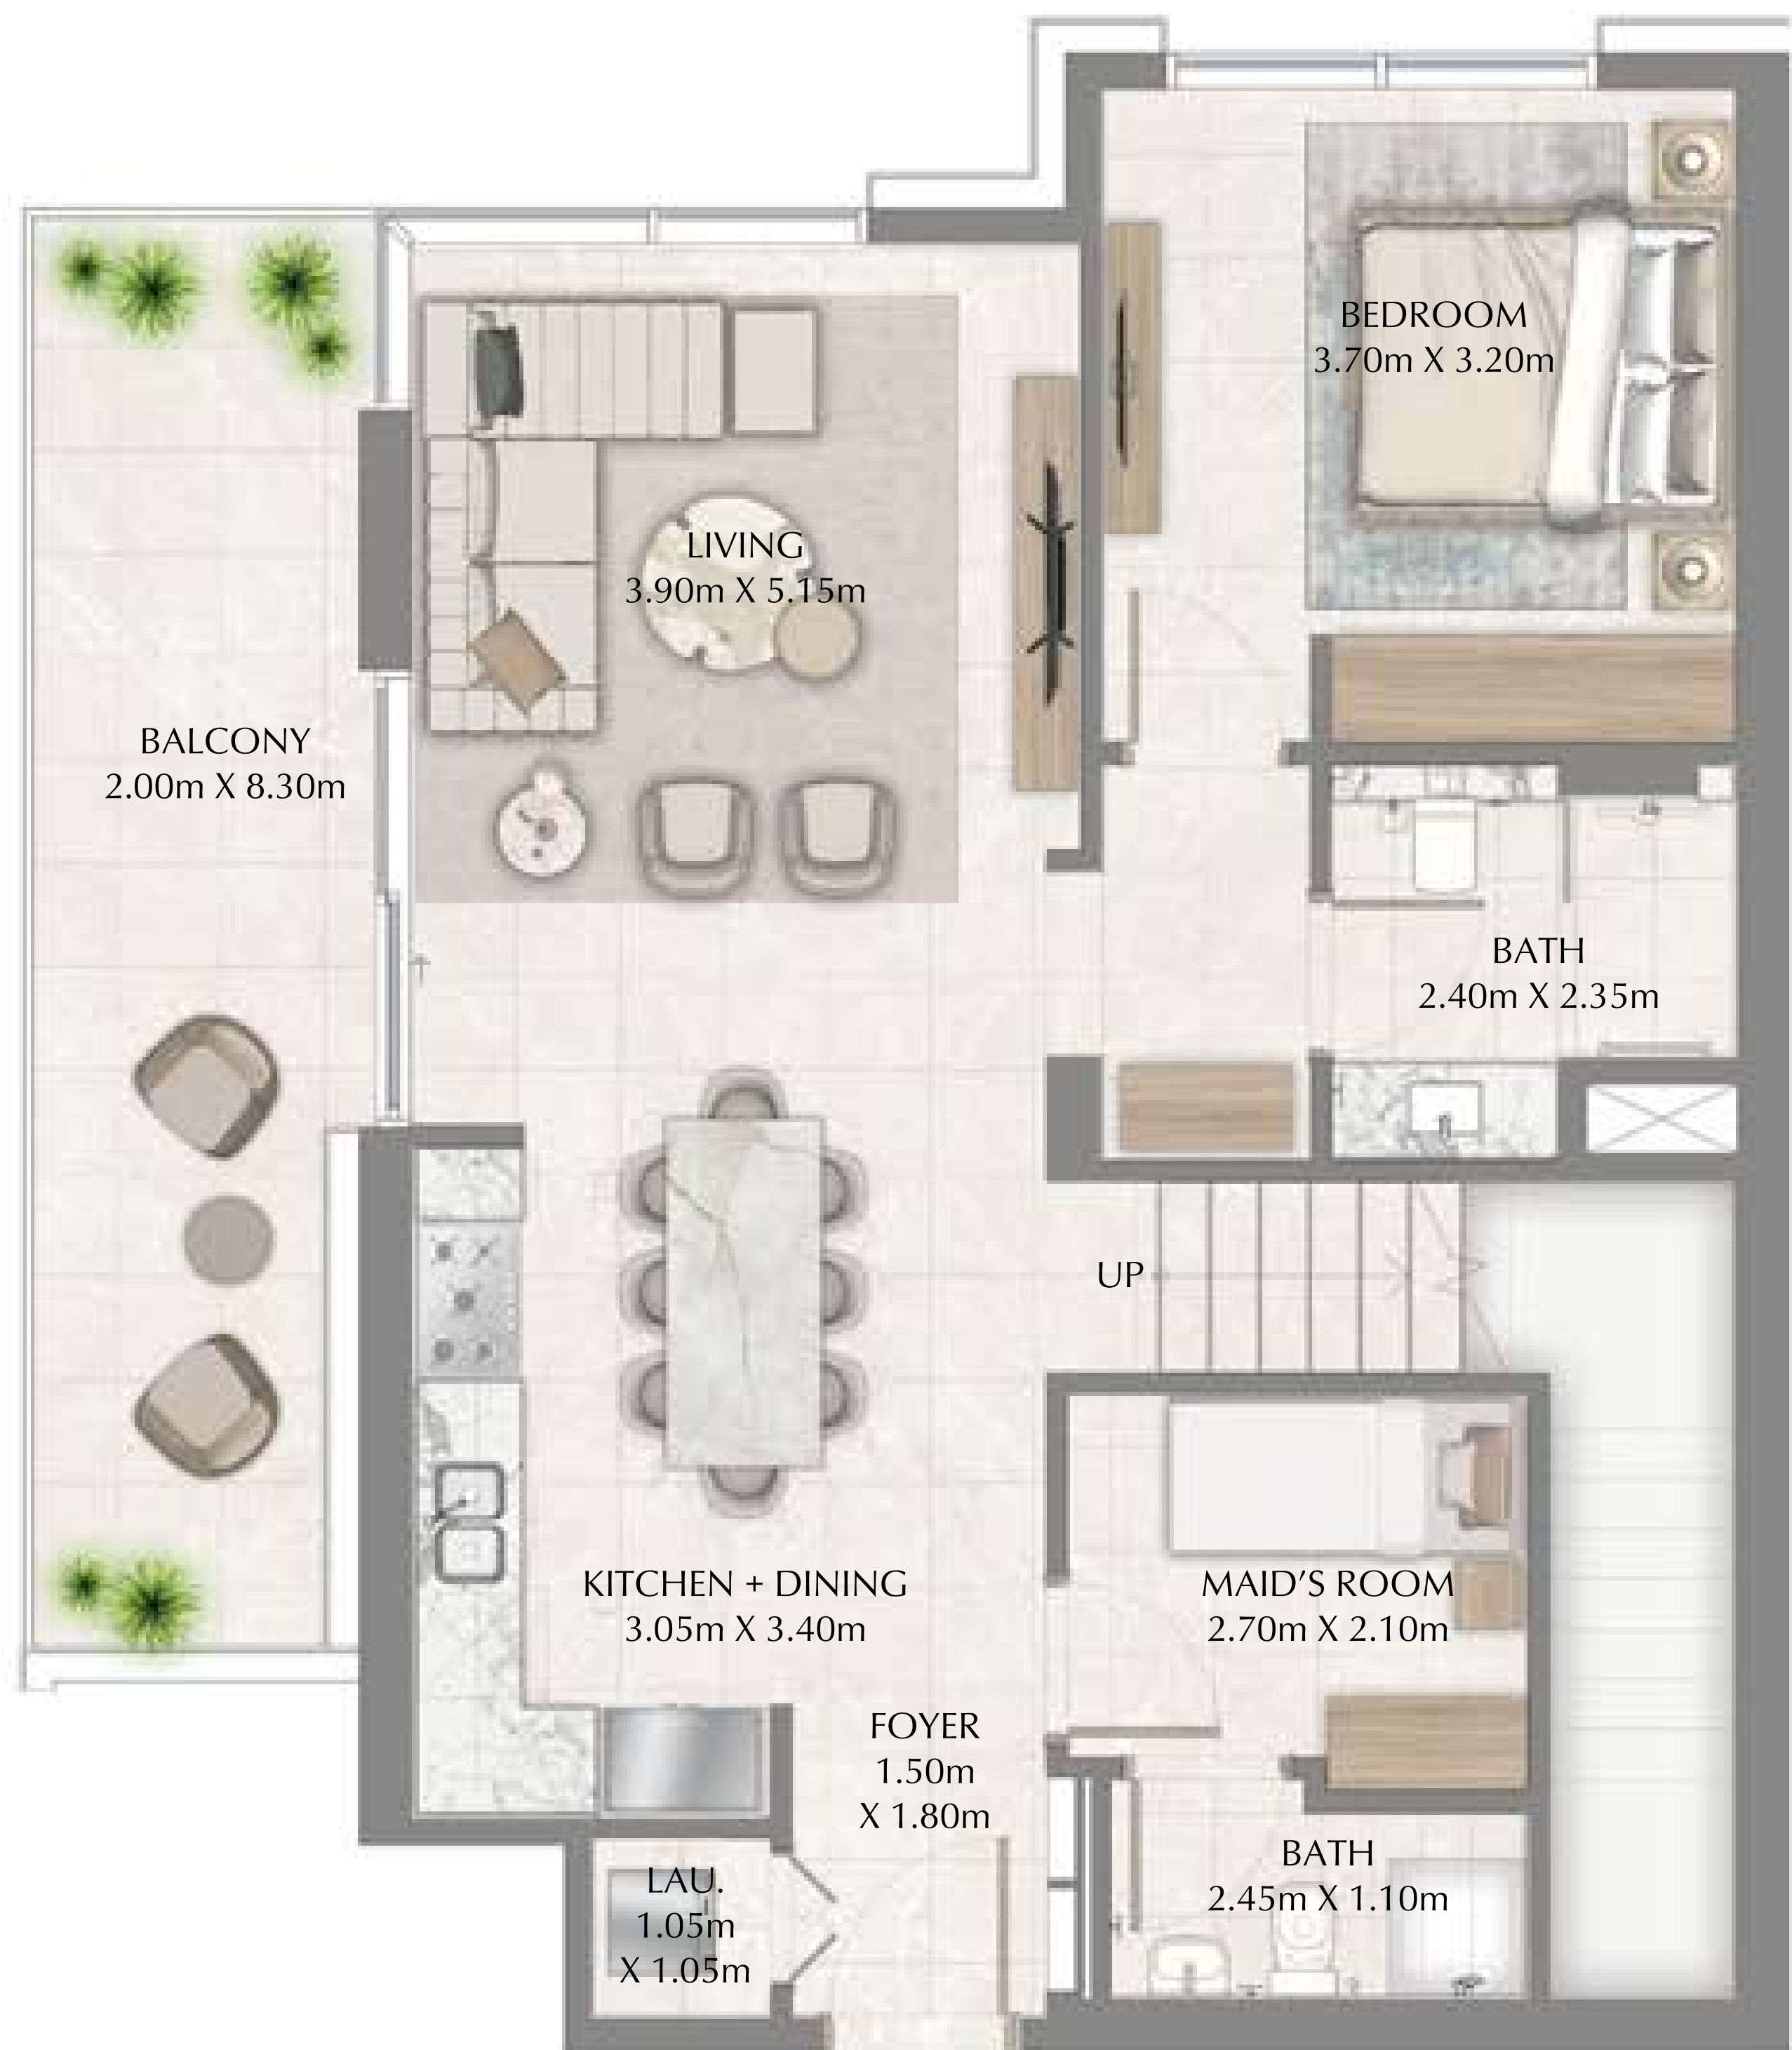 BEDROOM
3.70m X 3.20m
LIVING
3.90m X 5.15m
BALCONY
2.00m X 8.30m
BATH
2.40m X 2.35m
UP
KITCHEN + DINING
3.05m X 3.40m
MAID’S ROOM
2.70m X 2.10m
FOYER
1.50m
X 1.80m
BATH
2.45m X 1.10m
LAU.
1.05m
X 1.05m